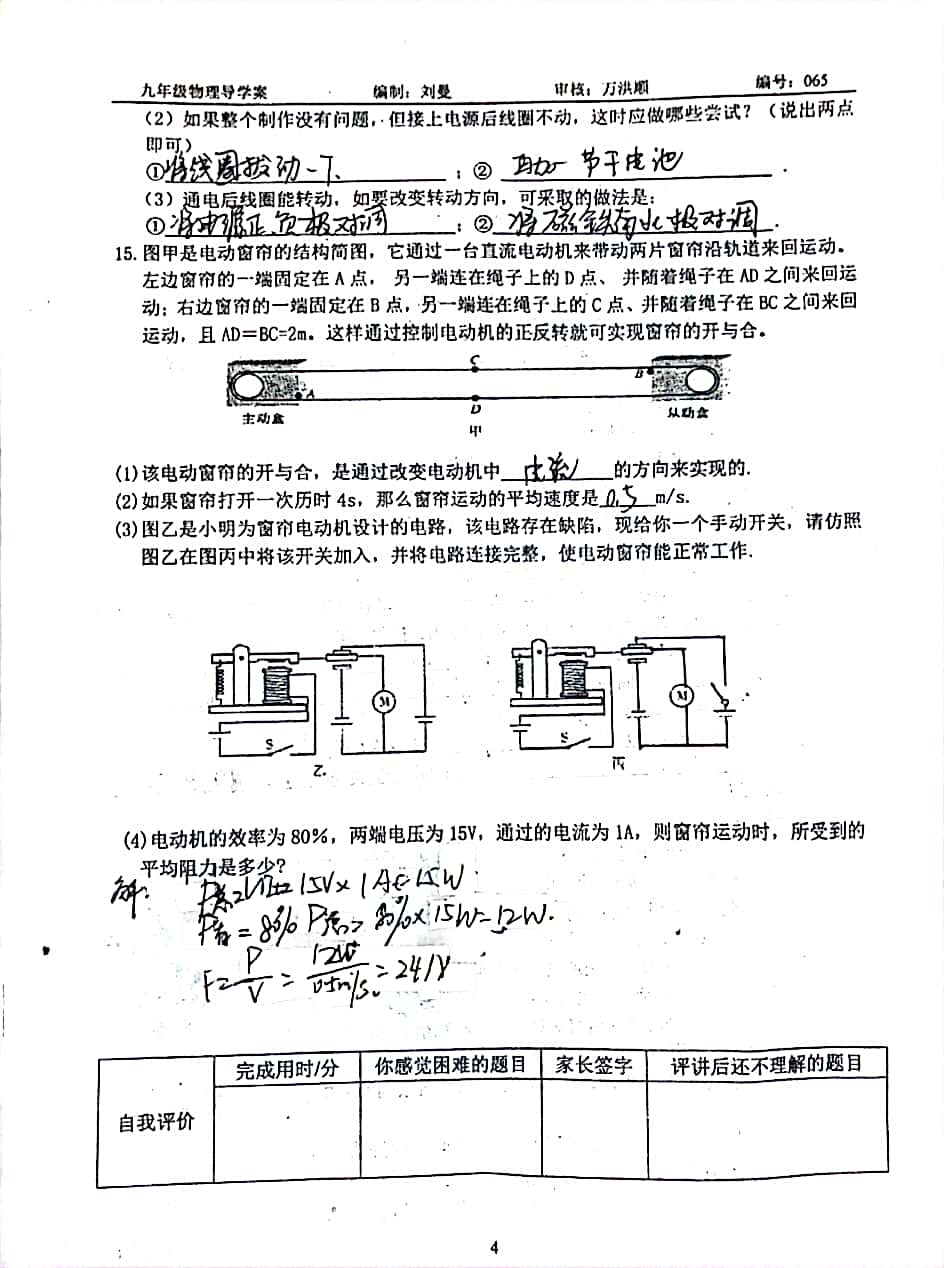 九年级物理导学案 编制：刘曼 审核：万洪顺 编号：065
（2）如果整个制作没有问题，但接上电源后线圈不动，这时应做哪些尝试？（说出两点
即可）
①将线圈拨动一下、；② 再加一节干电池.
（3）通电后线圈能转动，如要改变转动方向，可采取的做法是：
①将电源正负极对调；②将磁铁南北极对调.
15. 图甲是电动窗帘的结构简图，它通过一台直流电动机来带动两片窗帘沿轨道来回运动。
左边窗帘的一端固定在 A 点， 另一端连在绳子上的 D 点、 并随着绳子在 AD 之间来回运
动；右边窗帘的一端固定在 B 点，另一端连在绳子上的 C 点、并随着绳子在 BC 之间来回
运动，且 AD＝BC=2m。这样通过控制电动机的正反转就可实现窗帘的开与合。
C
B
A
D
主动盒 从动盒
甲
(1)该电动窗帘的开与合，是通过改变电动机中 电流 的方向来实现的.
(2)如果窗帘打开一次历时 4s，那么窗帘运动的平均速度是 0.5 m/s.
(3)图乙是小明为窗帘电动机设计的电路，该电路存在缺陷，现给你一个手动开关，请仿照
图乙在图丙中将该开关加入，并将电路连接完整，使电动窗帘能正常工作.
M M
S S
乙 丙
(4)电动机的效率为 80%，两端电压为 15V，通过的电流为 1A，则窗帘运动时，所受到的
平均阻力是多少？
解：P总=UI=15V×1A=15W.
P有=80%P总=80%×15W=12W.
F=P/V=12W/0.5m/s=24N
自我评价 完成用时/分 你感觉困难的题目 家长签字 评讲后还不理解的题目
4